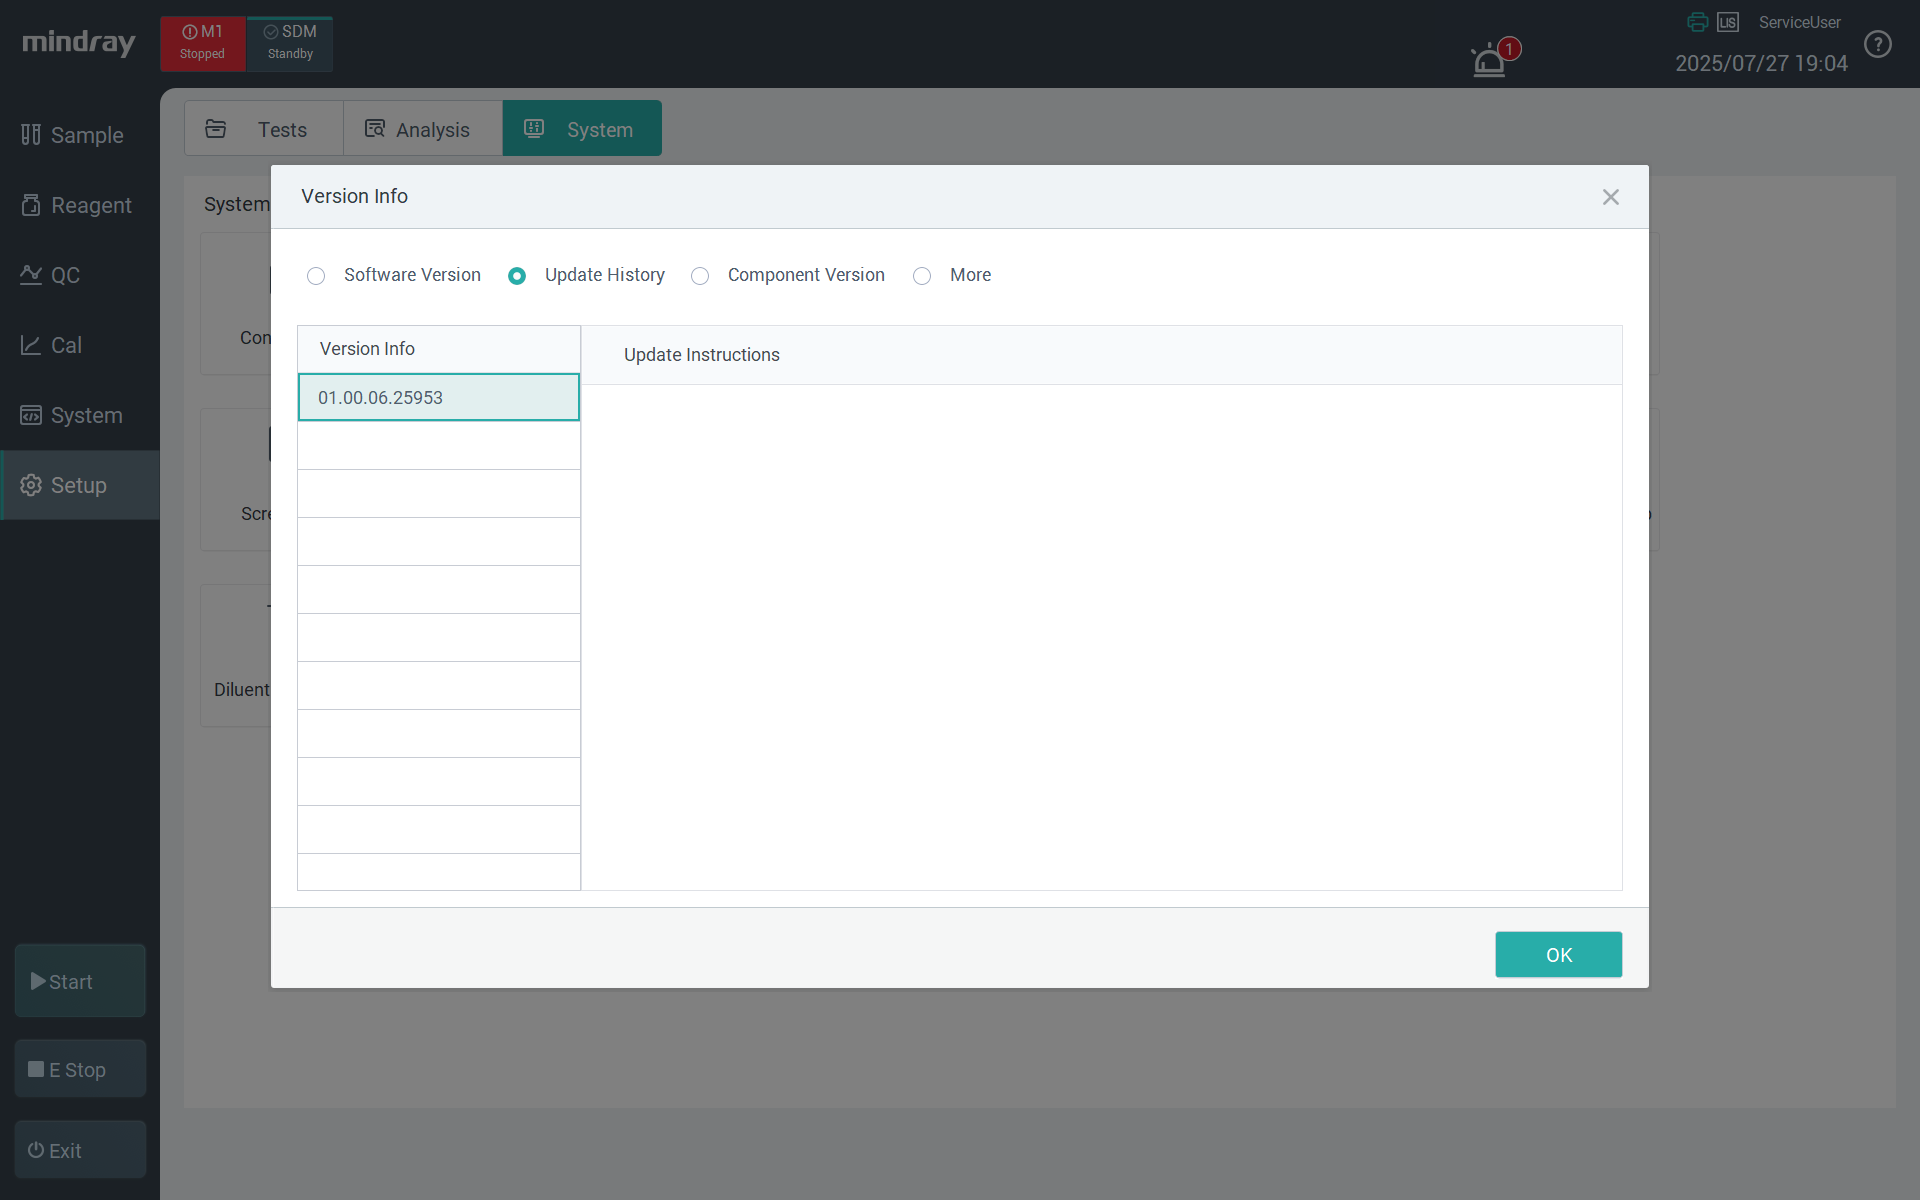 mindray
M1
Stopped
SDM
Standby
1
LIS
ServiceUser
2025/07/27 19:04
?
Sample
Reagent
QC
Cal
System
Setup
Start
E Stop
Exit
Tests
Analysis
System
System
Con
Scre
Diluent
Version Info
Software Version
Update History
Component Version
More
Version Info
01.00.06.25953
Update Instructions
OK